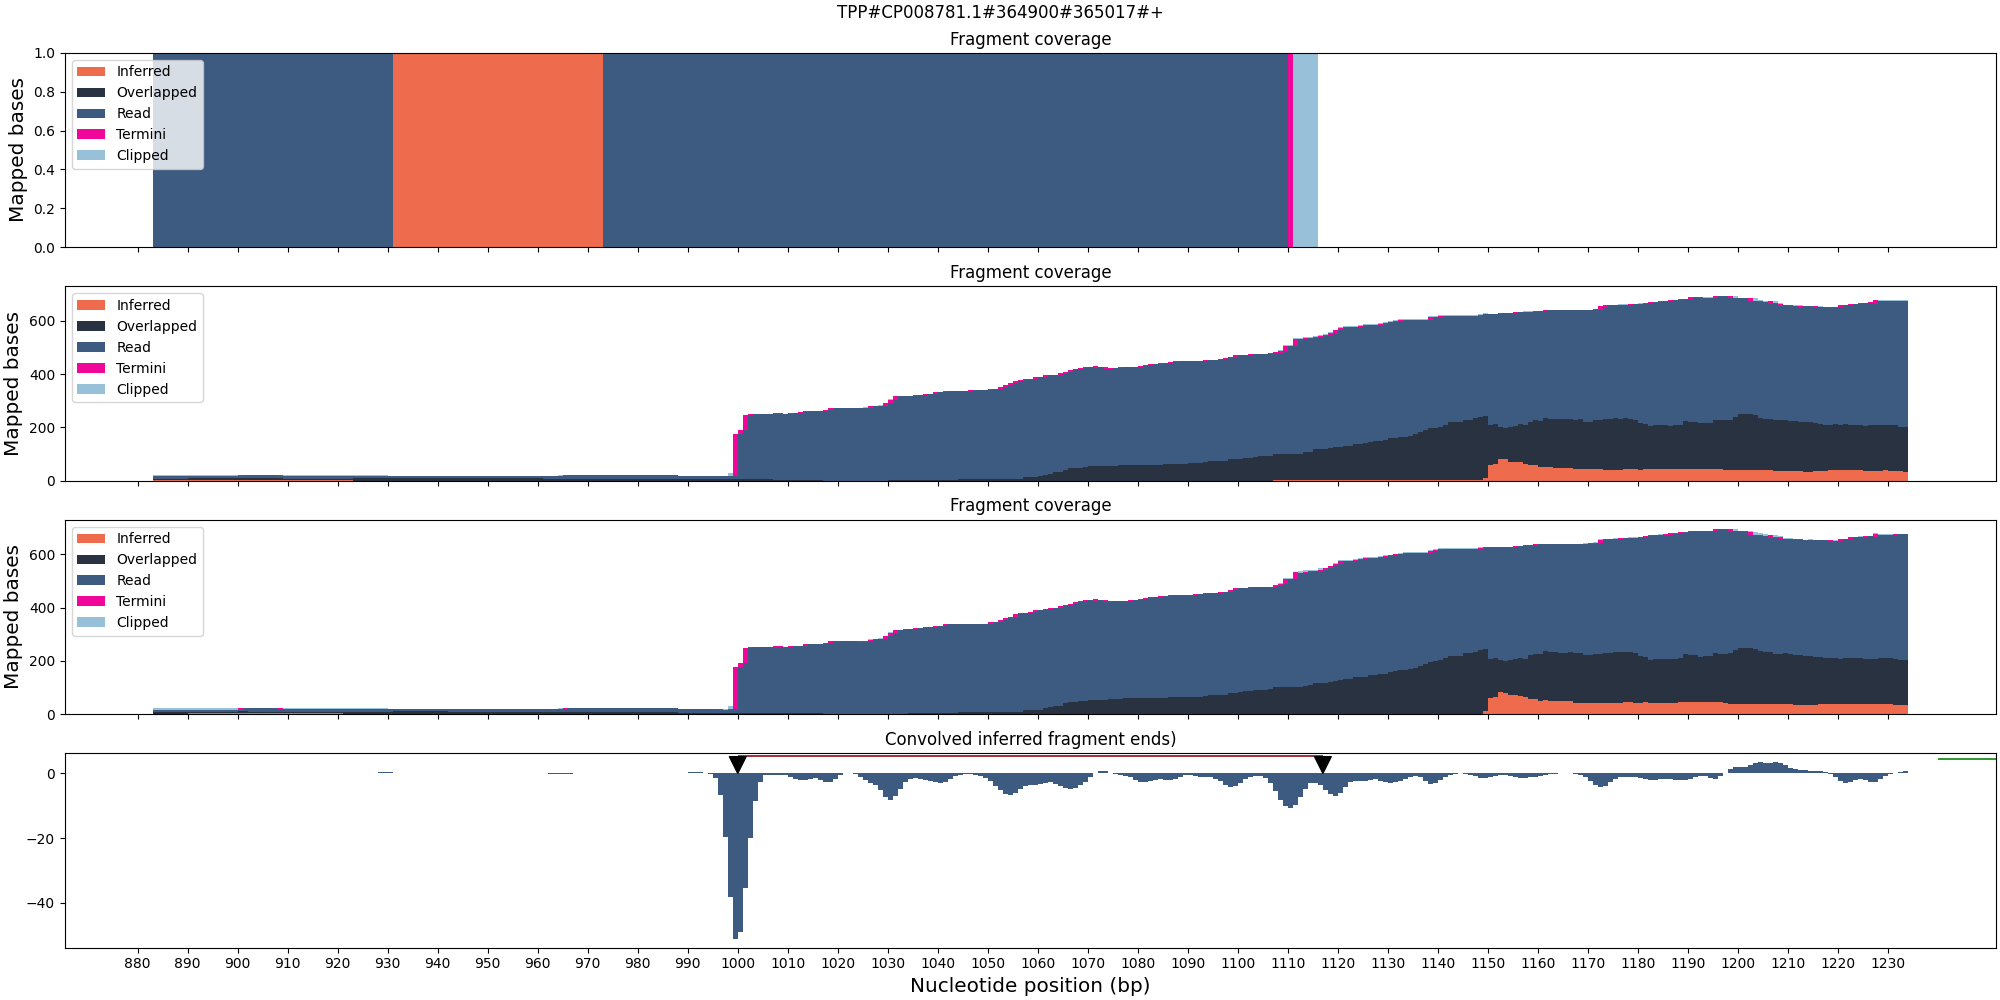 TPP#CP008781.1#364900#365017#+
Fragment coverage
Mapped bases
1.0
0.8
0.6
0.4
0.2
0.0
Inferred
Overlapped
Read
Termini
Clipped
Fragment coverage
Mapped bases
600
400
200
0
Inferred
Overlapped
Read
Termini
Clipped
Fragment coverage
Mapped bases
600
400
200
0
Inferred
Overlapped
Read
Termini
Clipped
Convolved inferred fragment ends)
0
−20
−40
880 890 900 910 920 930 940 950 960 970 980 990 1000 1010 1020 1030 1040 1050 1060 1070 1080 1090 1100 1110 1120 1130 1140 1150 1160 1170 1180 1190 1200 1210 1220 1230
Nucleotide position (bp)